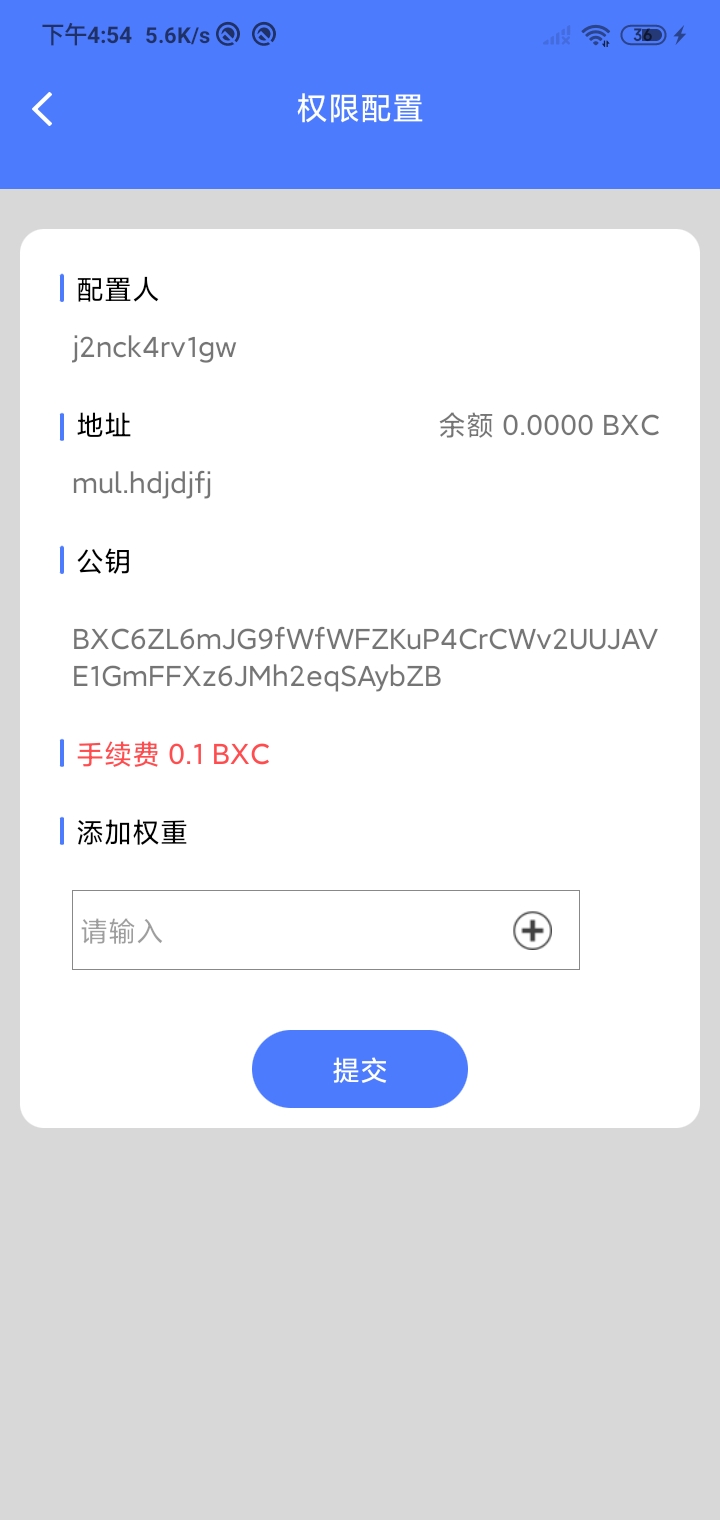 下午4:54 5.6K/s 36
权限配置
配置人
j2nck4rv1gw
地址 余额 0.0000 BXC
mul.hdjdjfj
公钥
BXC6ZL6mJG9fWfWFZKuP4CrCWv2UUJAV
E1GmFFXz6JMh2eqSAybZB
手续费 0.1 BXC
添加权重
请输入
提交